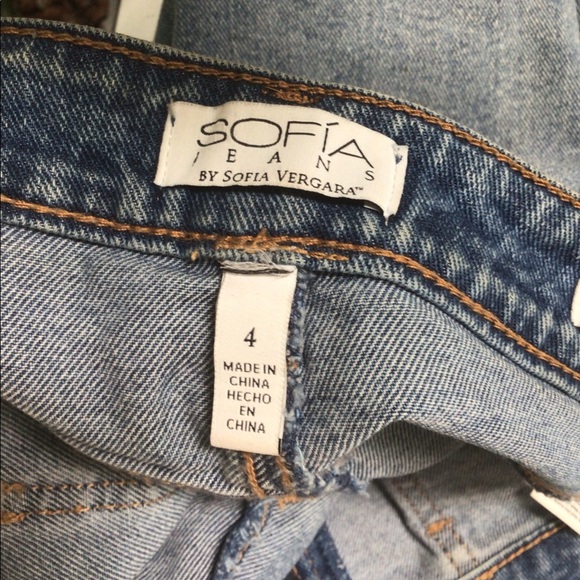 SOFÍA
JEANS
BY SOFIA VERGARA™
4
MADE IN
CHINA
HECHO
EN
CHINA